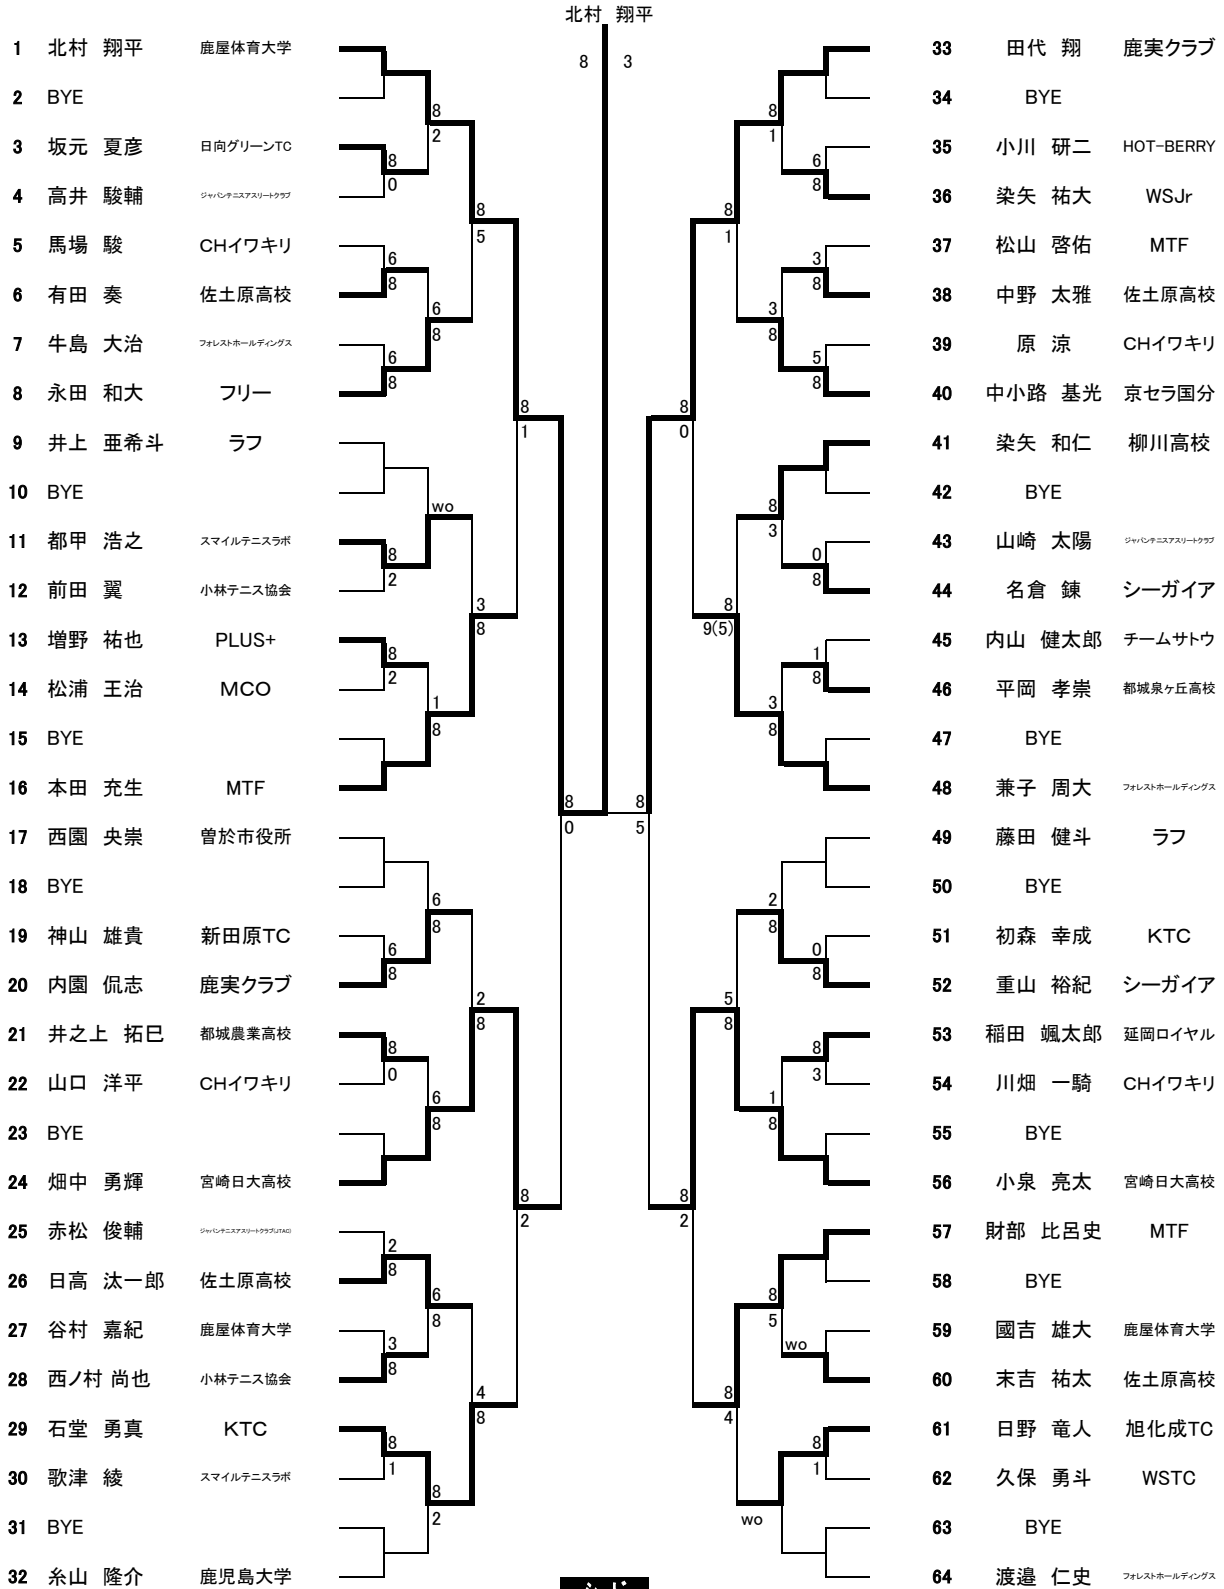 北村 翔平
8 3
1 北村 翔平 鹿屋体育大学
2 BYE
8
2
3 坂元 夏彦 日向グリーンTC
8
0
4 高井 駿輔 ジャパンテニスアスリートクラブ
8
5
5 馬場 駿 CHイワキリ
6
8
6 有田 奏 佐土原高校
6
8
7 牛島 大治 フォレストホールディングス
6
8
8 永田 和大 フリー
8
1
9 井上 亜希斗 ラフ
10 BYE
wo
11 都甲 浩之 スマイルテニスラボ
8
2
12 前田 翼 小林テニス協会
3
8
13 増野 祐也 PLUS+
8
2
14 松浦 王治 MCO
1
8
15 BYE
16 本田 充生 MTF
8
0
17 西園 央崇 曽於市役所
18 BYE
6
8
19 神山 雄貴 新田原TC
6
8
20 内園 侃志 鹿実クラブ
2
8
21 井之上 拓巳 都城農業高校
8
0
22 山口 洋平 CHイワキリ
6
8
23 BYE
24 畑中 勇輝 宮崎日大高校
8
2
25 赤松 俊輔 ジャパンテニスアスリートクラブ(JTAC)
2
8
26 日高 汰一郎 佐土原高校
6
8
27 谷村 嘉紀 鹿屋体育大学
3
8
28 西ノ村 尚也 小林テニス協会
4
8
29 石堂 勇真 KTC
8
1
30 歌津 綾 スマイルテニスラボ
8
2
31 BYE
32 糸山 隆介 鹿児島大学
33 田代 翔 鹿実クラブ
34 BYE
8
1
35 小川 研二 HOT-BERRY
6
8
36 染矢 祐大 WSJr
8
1
37 松山 啓佑 MTF
3
8
38 中野 太雅 佐土原高校
3
8
39 原 涼 CHイワキリ
5
8
40 中小路 基光 京セラ国分
8
0
41 染矢 和仁 柳川高校
42 BYE
8
3
43 山崎 太陽 ジャパンテニスアスリートクラブ
0
8
44 名倉 錬 シーガイア
8
9(5)
45 内山 健太郎 チームサトウ
1
8
46 平岡 孝崇 都城泉ヶ丘高校
3
8
47 BYE
48 兼子 周大 フォレストホールディングス
8
5
49 藤田 健斗 ラフ
50 BYE
2
8
51 初森 幸成 KTC
0
8
52 重山 裕紀 シーガイア
5
8
53 稲田 颯太郎 延岡ロイヤル
8
3
54 川畑 一騎 CHイワキリ
1
8
55 BYE
56 小泉 亮太 宮崎日大高校
8
2
57 財部 比呂史 MTF
58 BYE
8
5
59 國吉 雄大 鹿屋体育大学
wo
60 末吉 祐太 佐土原高校
8
4
61 日野 竜人 旭化成TC
8
1
62 久保 勇斗 WSTC
wo
63 BYE
64 渡邉 仁史 フォレストホールディングス